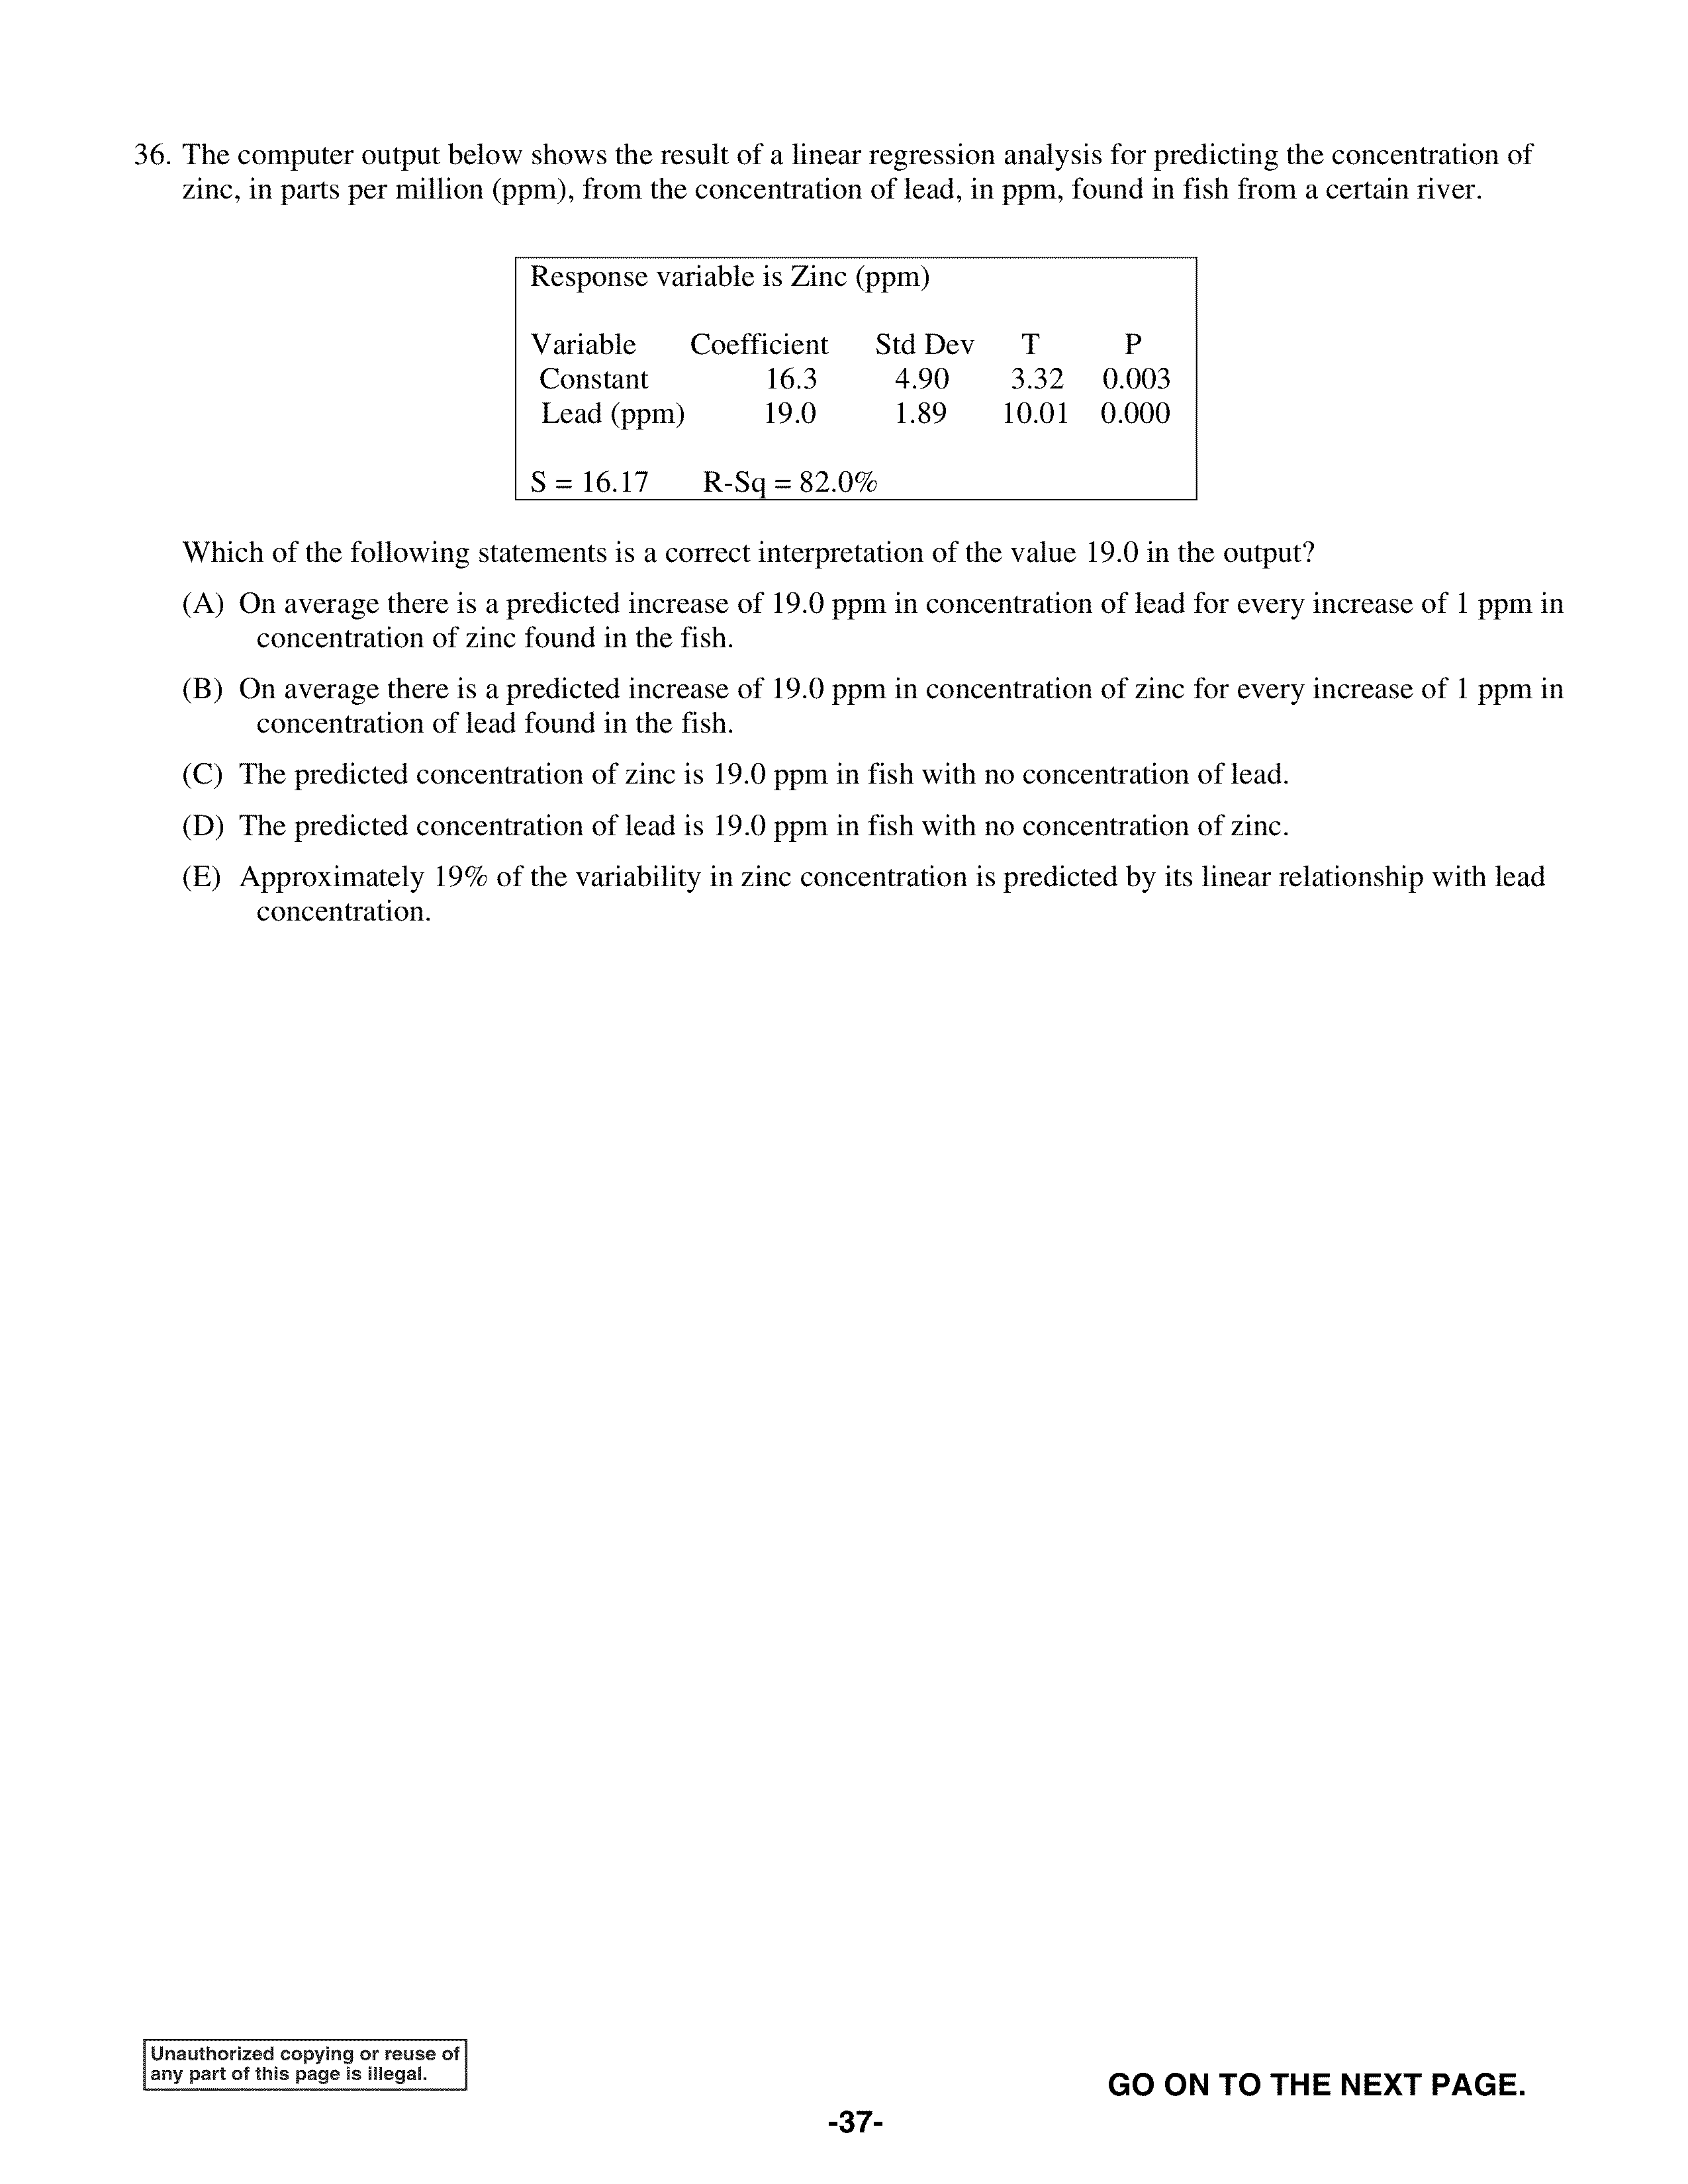 36. The computer output below shows the result of a linear regression analysis for predicting the concentration of
zinc, in parts per million (ppm), from the concentration of lead, in ppm, found in fish from a certain river.
Response variable is Zinc (ppm)
Variable Coefficient Std Dev T P
Constant 16.3 4.90 3.32 0.003
Lead (ppm) 19.0 1.89 10.01 0.000
S = 16.17 R-Sq = 82.0%
Which of the following statements is a correct interpretation of the value 19.0 in the output?
(A) On average there is a predicted increase of 19.0 ppm in concentration of lead for every increase of 1 ppm in
concentration of zinc found in the fish.
(B) On average there is a predicted increase of 19.0 ppm in concentration of zinc for every increase of 1 ppm in
concentration of lead found in the fish.
(C) The predicted concentration of zinc is 19.0 ppm in fish with no concentration of lead.
(D) The predicted concentration of lead is 19.0 ppm in fish with no concentration of zinc.
(E) Approximately 19% of the variability in zinc concentration is predicted by its linear relationship with lead
concentration.
Unauthorized copying or reuse of
any part of this page is illegal.
GO ON TO THE NEXT PAGE.
-37-